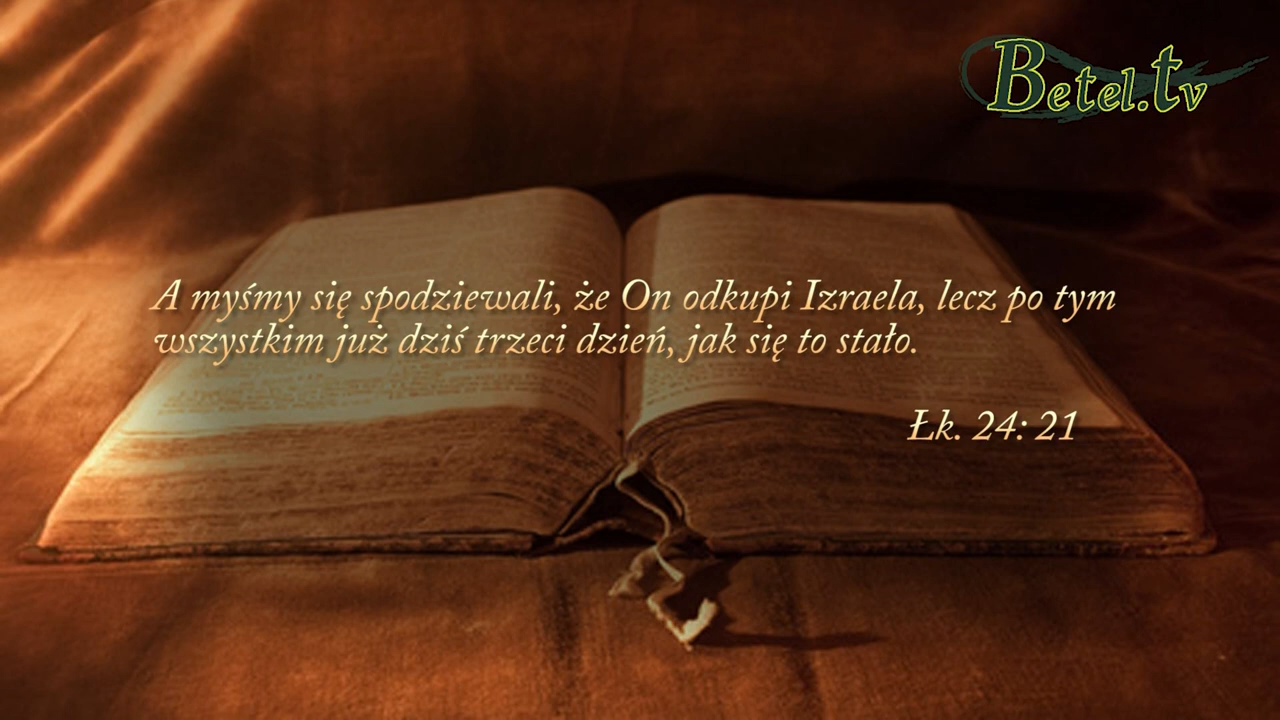 Betel.tv
A myśmy się spodziewali, że On odkupi Izraela, lecz po tym
wszystkim już dziś trzeci dzień, jak się to stało.
Łk. 24: 21